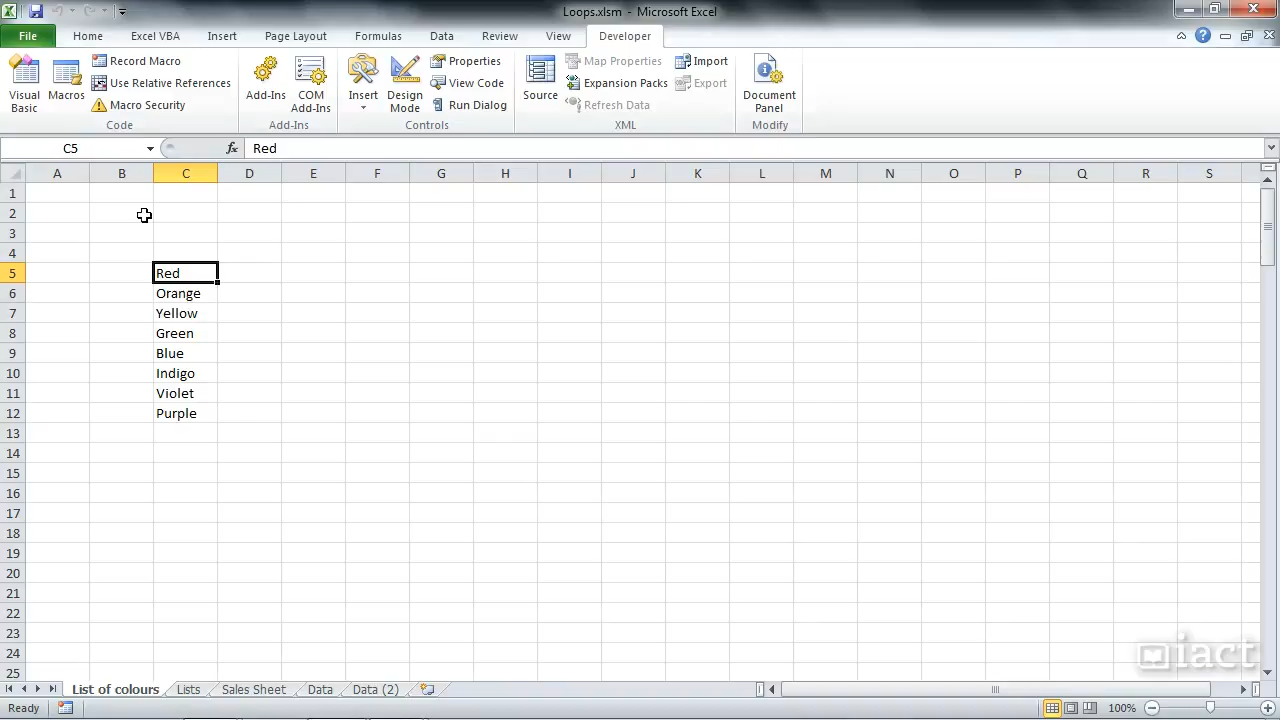 Loops.xlsm - Microsoft Excel
File Home Excel VBA Insert Page Layout Formulas Data Review View Developer
Visual Basic
Macros
Record Macro
Use Relative References
Macro Security
Code
Add-Ins
COM Add-Ins
Add-Ins
Insert
Design Mode
Properties
View Code
Run Dialog
Controls
Source
Map Properties
Expansion Packs
Refresh Data
Import
Export
XML
Document Panel
Modify
C5 fx Red
A B C D E F G H I J K L M N O P Q R S
1
2
3
4
5 Red
6 Orange
7 Yellow
8 Green
9 Blue
10 Indigo
11 Violet
12 Purple
13
14
15
16
17
18
19
20
21
22
23
24
25
iact
List of colours Lists Sales Sheet Data Data (2)
Ready 100%